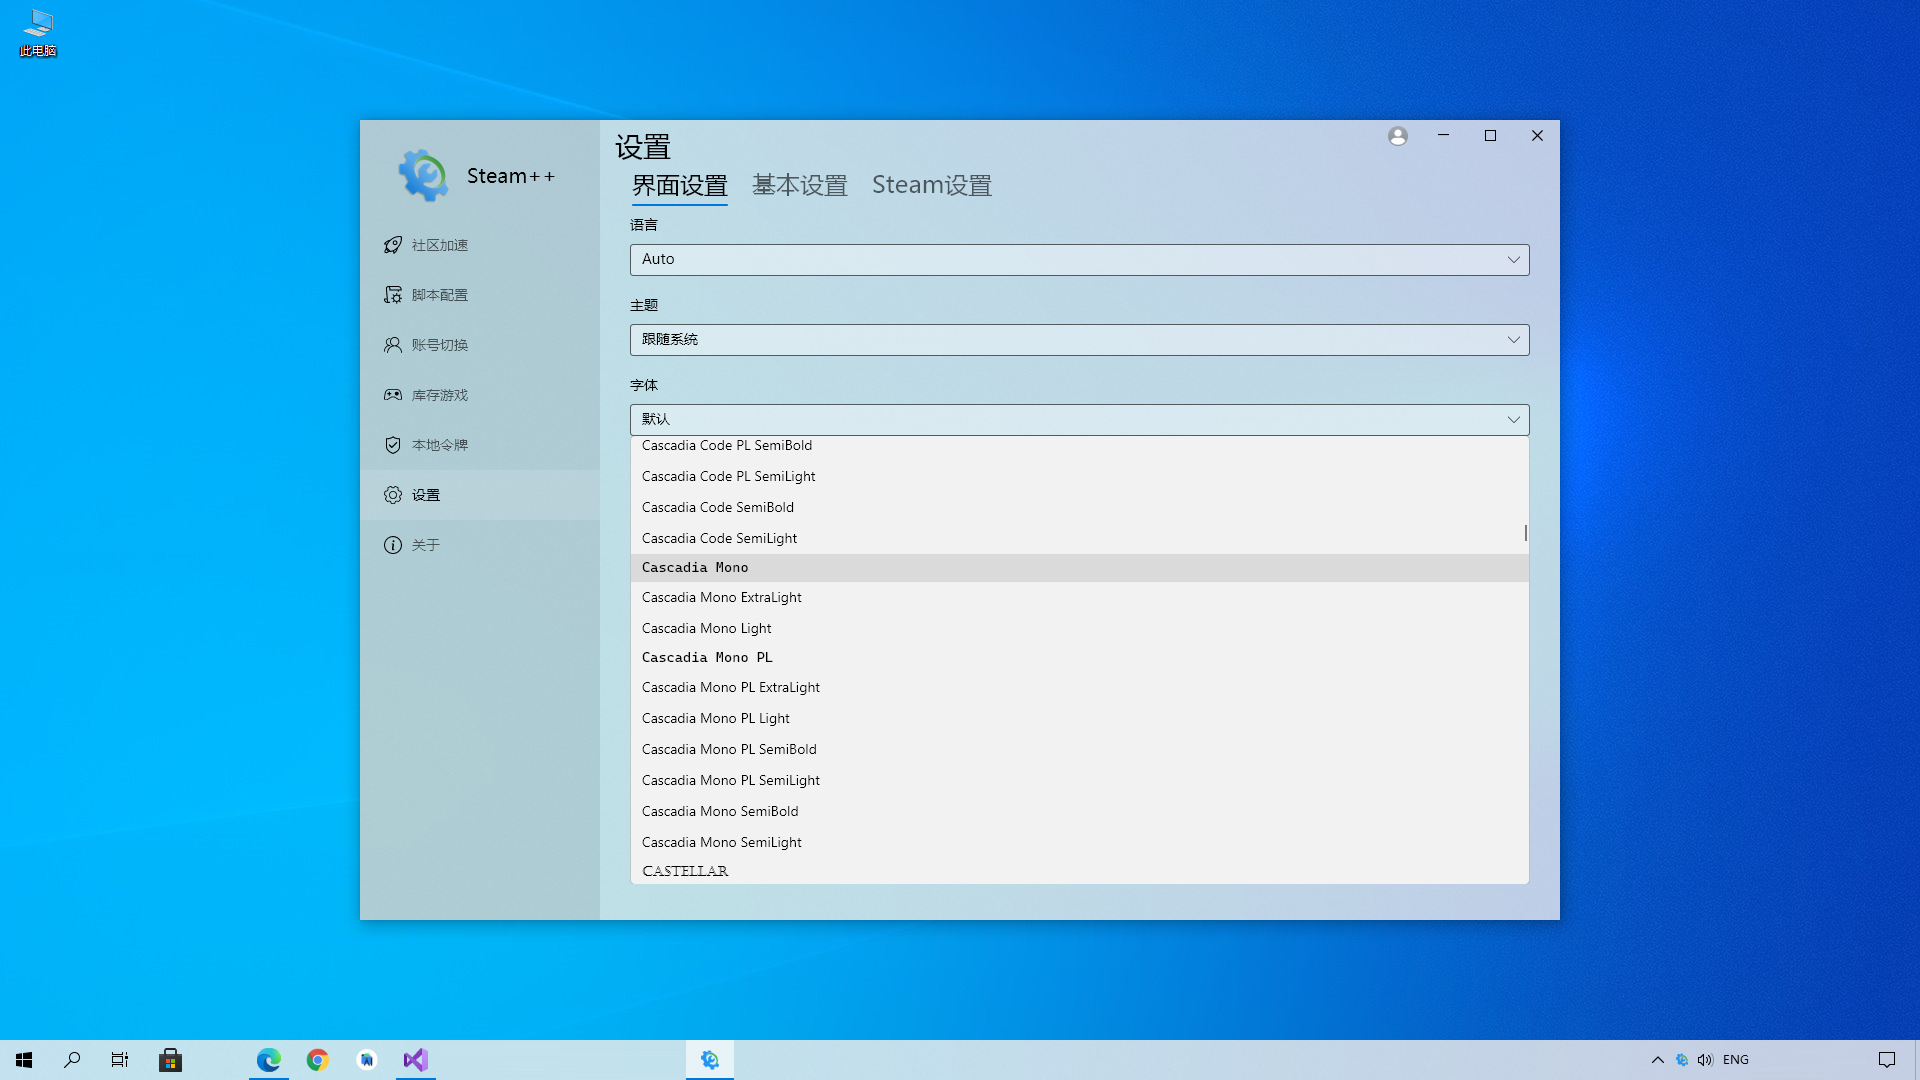 此电脑
Steam++
社区加速
脚本配置
账号切换
库存游戏
本地令牌
设置
关于
设置
界面设置 基本设置 Steam设置
语言
Auto
主题
跟随系统
字体
默认
Cascadia Code PL SemiBold
Cascadia Code PL SemiLight
Cascadia Code SemiBold
Cascadia Code SemiLight
Cascadia Mono
Cascadia Mono ExtraLight
Cascadia Mono Light
Cascadia Mono PL
Cascadia Mono PL ExtraLight
Cascadia Mono PL Light
Cascadia Mono PL SemiBold
Cascadia Mono PL SemiLight
Cascadia Mono SemiBold
Cascadia Mono SemiLight
CASTELLAR
AI
ENG